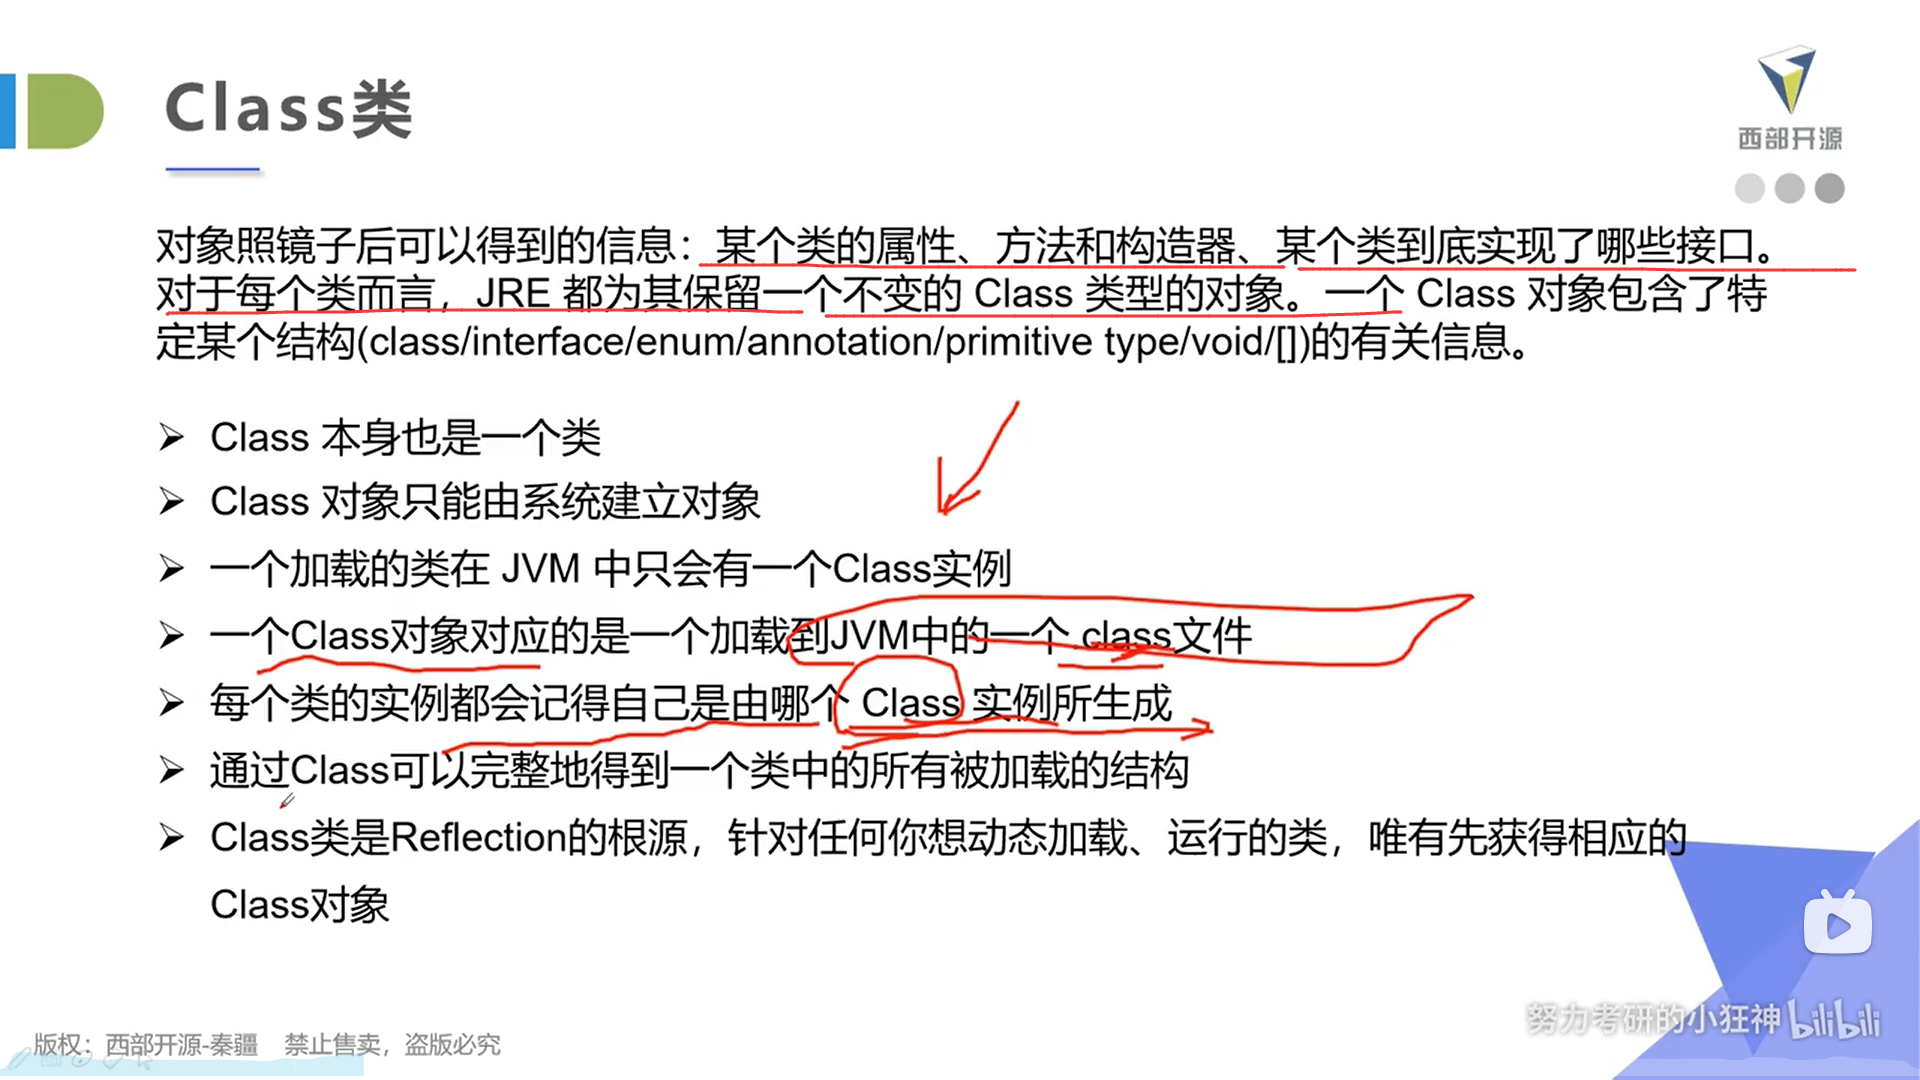 Class类
西部开源
对象照镜子后可以得到的信息：某个类的属性、方法和构造器、某个类到底实现了哪些接口。
对于每个类而言，JRE 都为其保留一个不变的 Class 类型的对象。一个 Class 对象包含了特
定某个结构(class/interface/enum/annotation/primitive type/void/[])的有关信息。
Class 本身也是一个类
Class 对象只能由系统建立对象
一个加载的类在 JVM 中只会有一个Class实例
一个Class对象对应的是一个加载到JVM中的一个.class文件
每个类的实例都会记得自己是由哪个 Class 实例所生成
通过Class可以完整地得到一个类中的所有被加载的结构
Class类是Reflection的根源，针对任何你想动态加载、运行的类，唯有先获得相应的
Class对象
努力考研的小狂神 bilibili
版权：西部开源-秦疆 禁止售卖，盗版必究